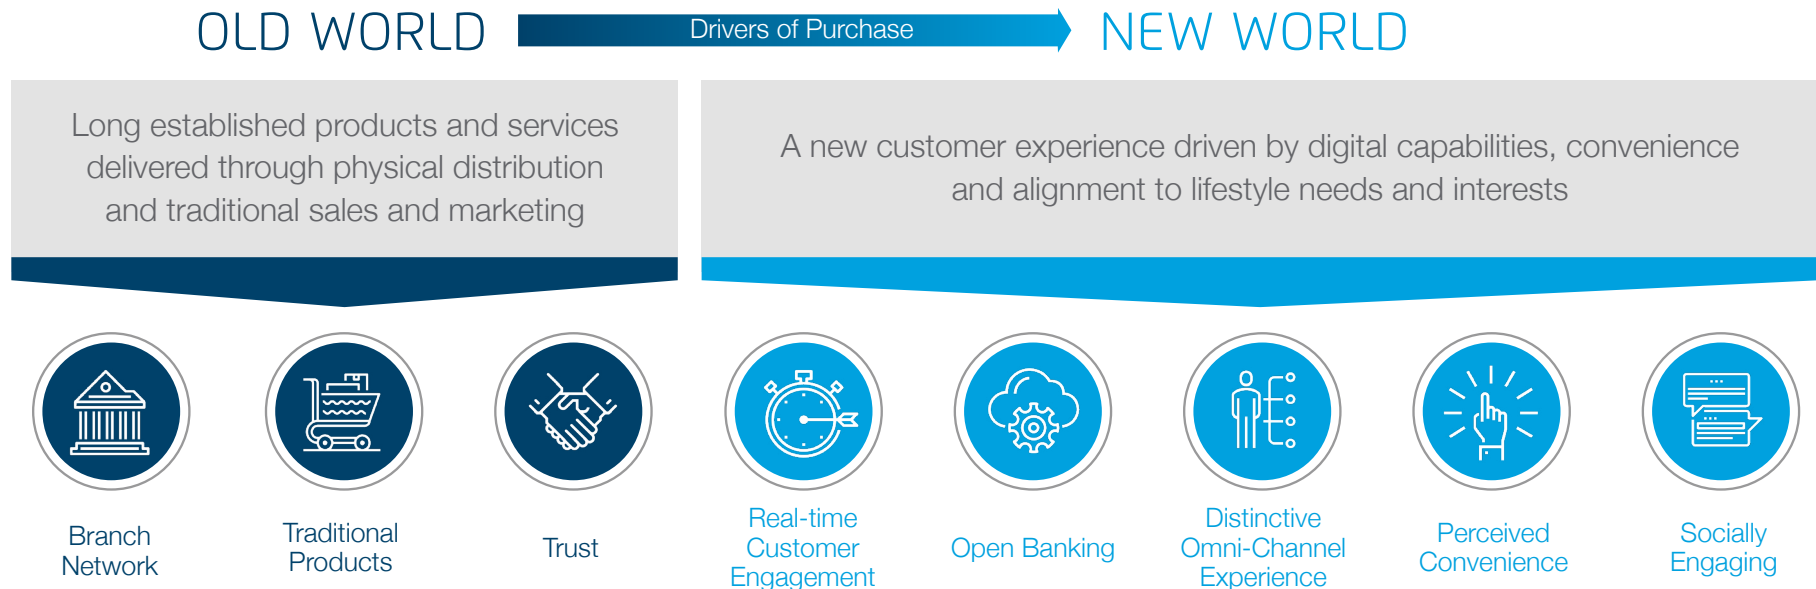 OLD WORLD
Drivers of Purchase
NEW WORLD
Long established products and services
delivered through physical distribution
and traditional sales and marketing
A new customer experience driven by digital capabilities, convenience
and alignment to lifestyle needs and interests
Branch
Network
Traditional
Products
Trust
Real-time
Customer
Engagement
Open Banking
Distinctive
Omni-Channel
Experience
Perceived
Convenience
Socially
Engaging